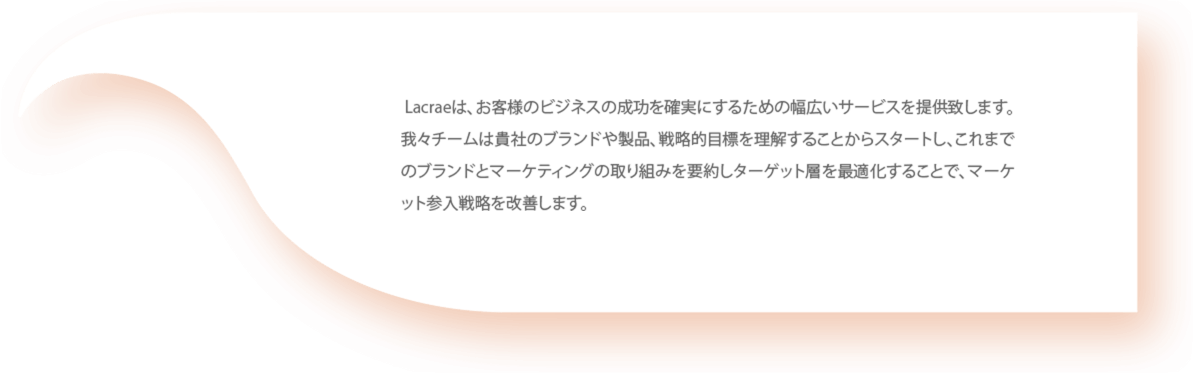 Lacraeは、お客様のビジネスの成功を確実にするための幅広いサービスを提供致します。
我々チームは貴社のブランドや製品、戦略的目標を理解することからスタートし、これまで
のブランドとマーケティングの取り組みを要約しターゲット層を最適化することで、マーケ
ット参入戦略を改善します。